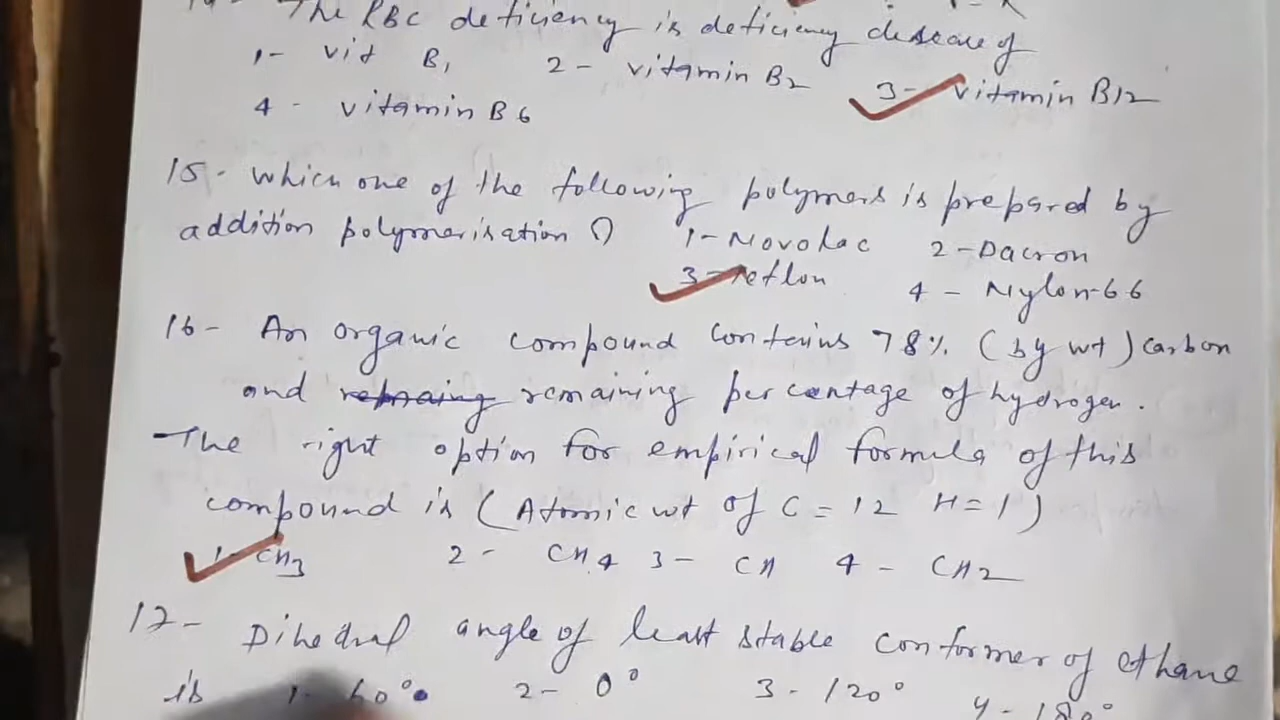 The RBC deficiency is deficiency disease of
1- vit B1 2- vitamin B2 3- vitamin B12
4- vitamin B6
15- which one of the following polymers is prepared by
addition polymerisation ? 1- Novolac 2- Dacron
3- Teflon 4- Nylon-66
16- An organic compound contains 78% (by wt) carbon
and remaining percentage of hydrogen.
The right option for empirical formula of this
compound is (Atomic wt of C = 12 H = 1)
1- CH3 2- CH4 3- CH 4- CH2
17- Dihedral angle of least stable conformer of ethane
is 1- 60° 2- 0° 3- 120° 4- 180°